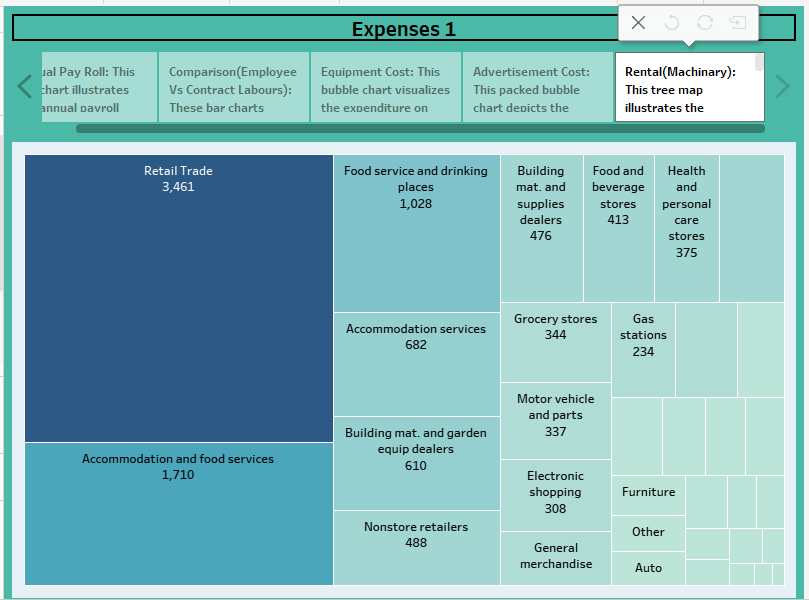 Expenses 1
ual Pay Roll: This
chart illustrates
annual payroll
Comparison(Employee
Vs Contract Labours):
These bar charts
Equipment Cost: This
bubble chart visualizes
the expenditure on
Advertisement Cost:
This packed bubble
chart depicts the
Rental(Machinary):
This tree map
illustrates the
Retail Trade
3,461
Accommodation and food services
1,710
Food service and drinking
places
1,028
Accommodation services
682
Building mat. and garden
equip dealers
610
Nonstore retailers
488
Building
mat. and
supplies
dealers
476
Food and
beverage
stores
413
Health
and
personal
care
stores
375
Grocery stores
344
Motor vehicle
and parts
337
Electronic
shopping
308
General
merchandise
Gas
stations
234
Furniture
Other
Auto